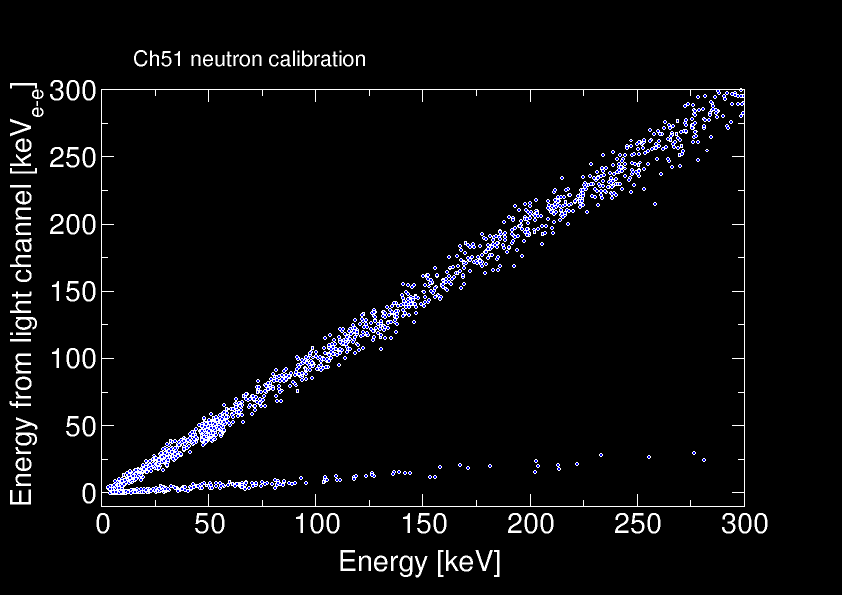 Ch51 neutron calibration
Energy from light channel [keVe-e]
300
250
200
150
100
50
0
0 50 100 150 200 250 300
Energy [keV]